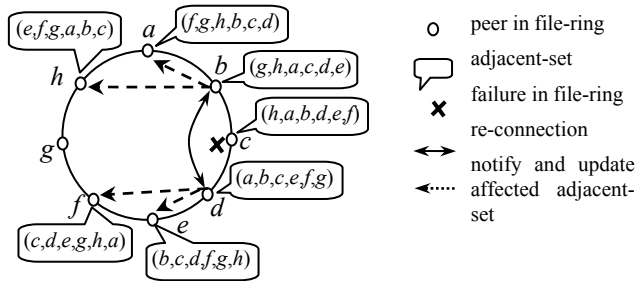 (e,f,g,a,b,c)
(f,g,h,b,c,d)
a
h
b
(g,h,a,c,d,e)
(h,a,b,d,e,f)
g
c
(a,b,c,e,f,g)
f
d
e
(c,d,e,g,h,a)
(b,c,d,f,g,h)
peer in file-ring
adjacent-set
failure in file-ring
re-connection
notify and update
affected adjacent-
set